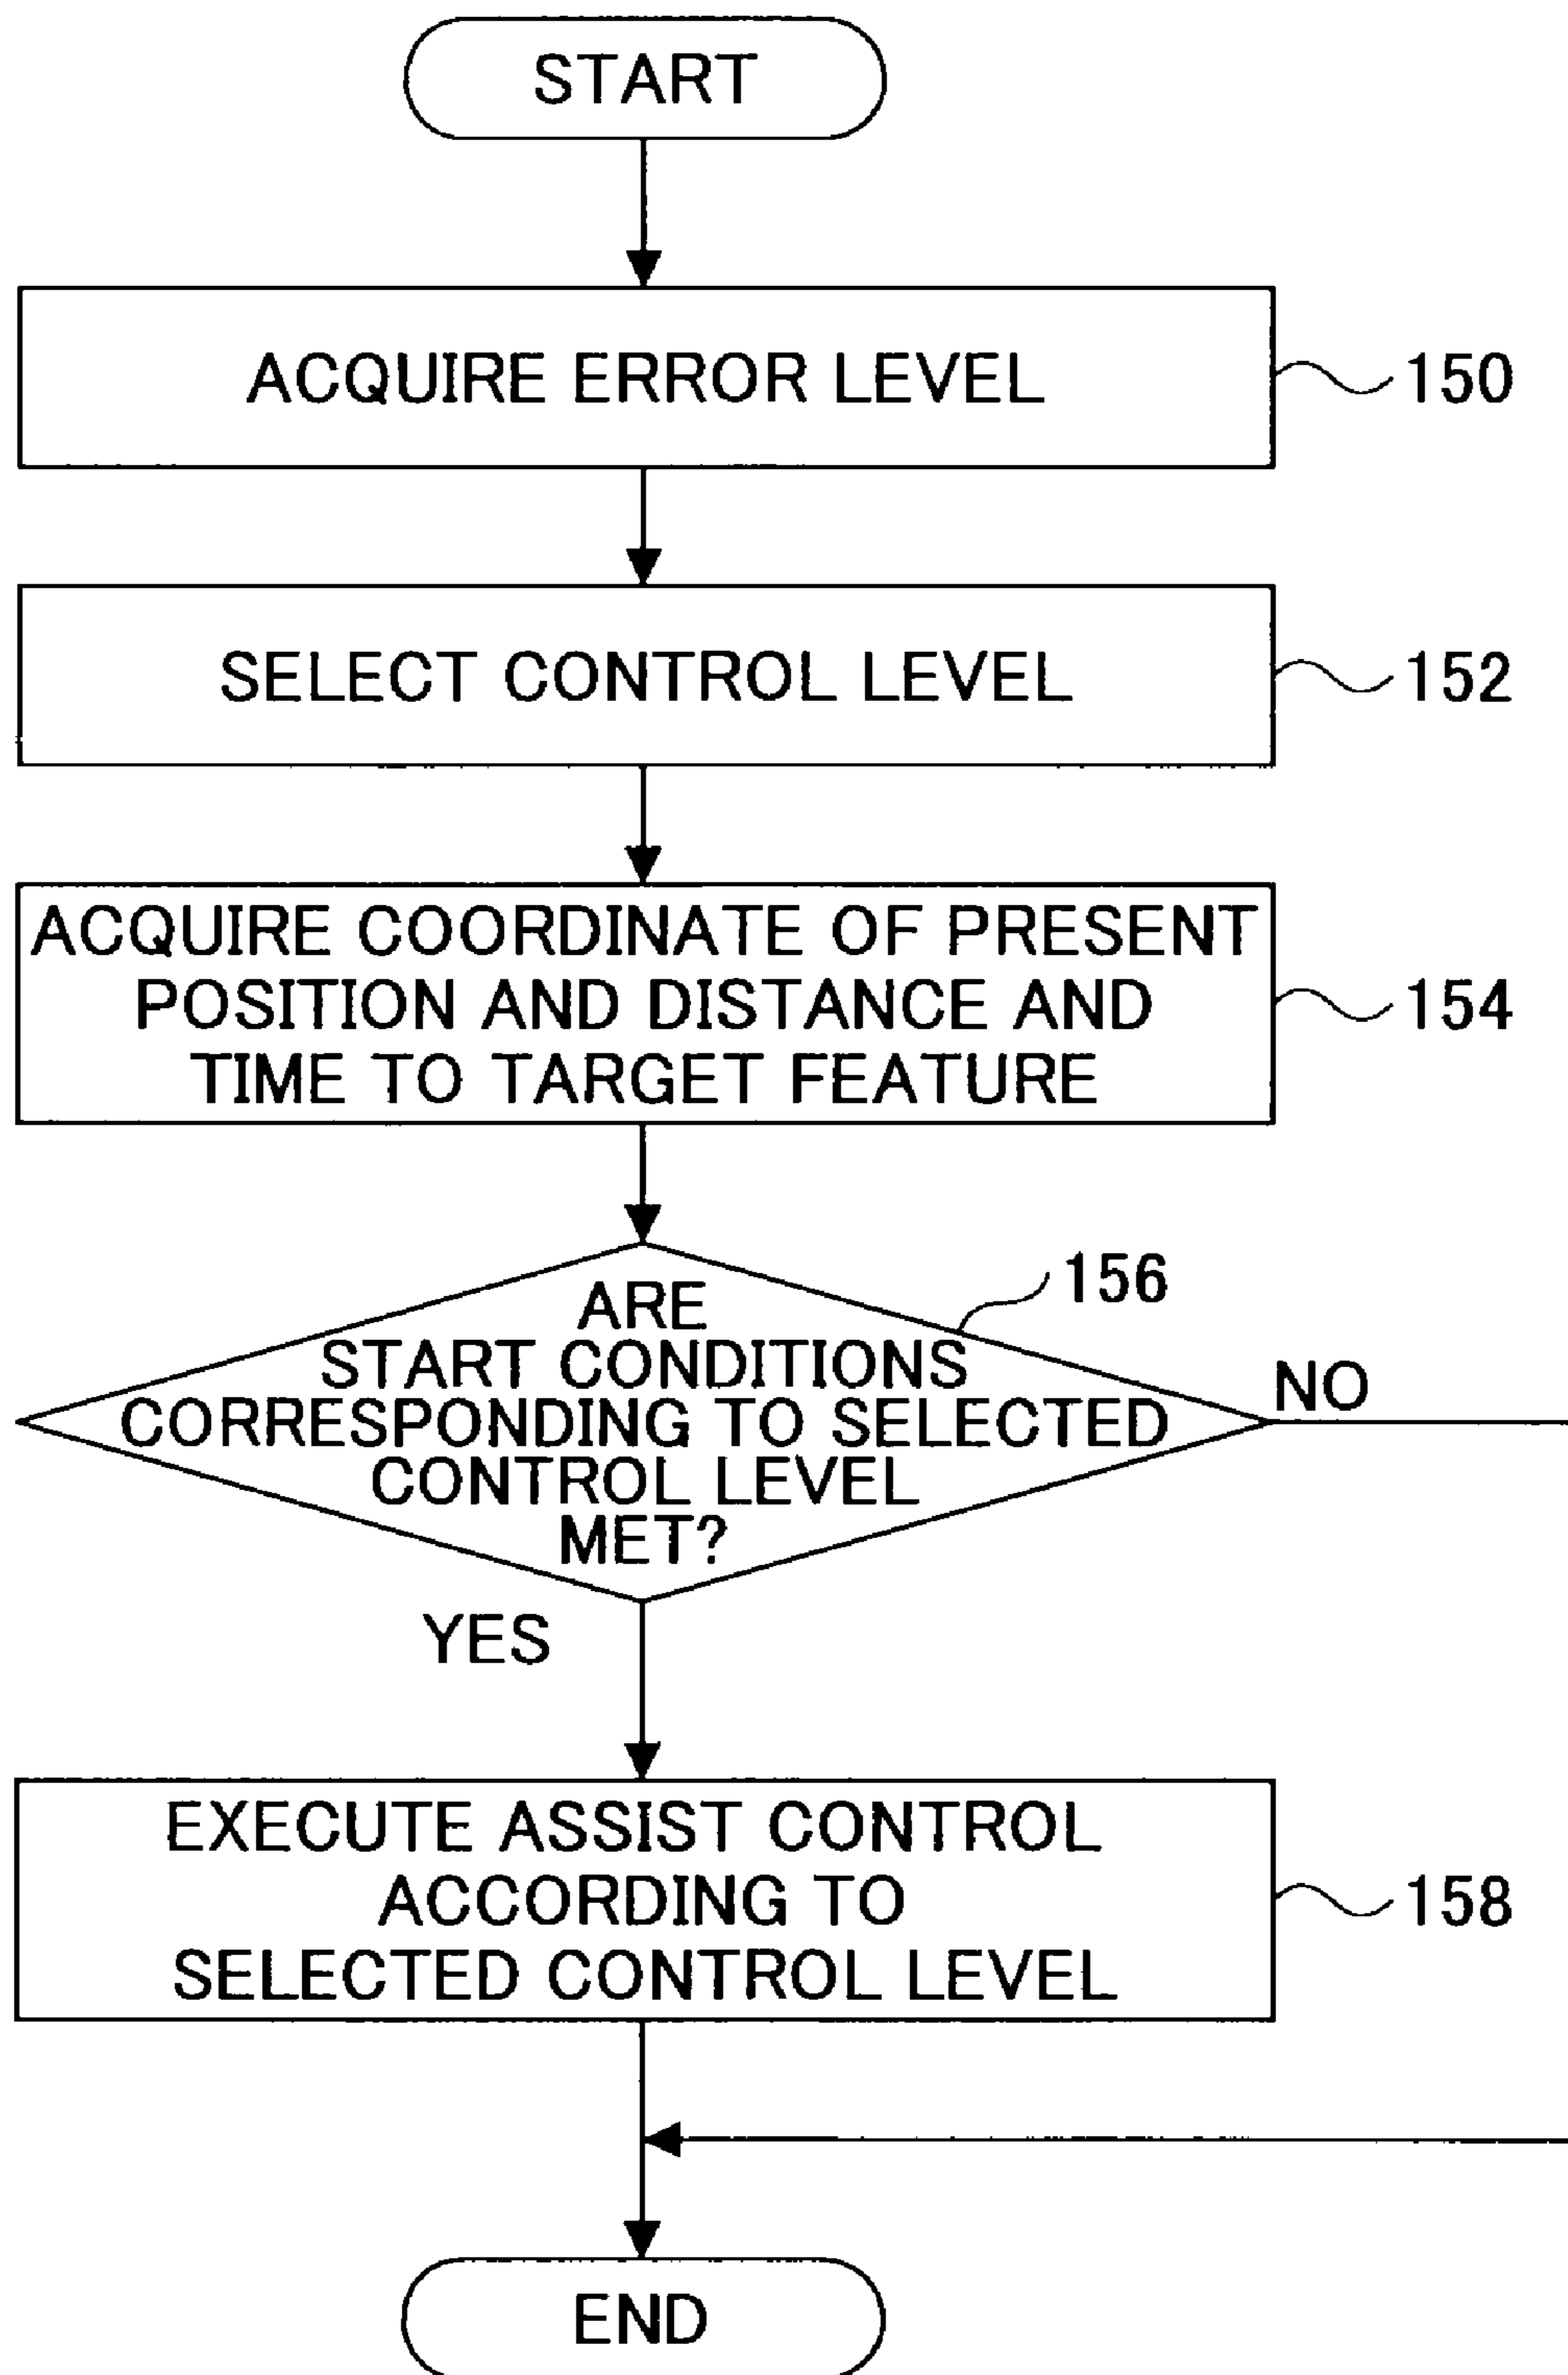 START
ACQUIRE ERROR LEVEL
150
SELECT CONTROL LEVEL
152
ACQUIRE COORDINATE OF PRESENT
POSITION AND DISTANCE AND
TIME TO TARGET FEATURE
154
156
ARE
START CONDITIONS
CORRESPONDING TO SELECTED
CONTROL LEVEL
MET?
NO
YES
EXECUTE ASSIST CONTROL
ACCORDING TO
SELECTED CONTROL LEVEL
158
END